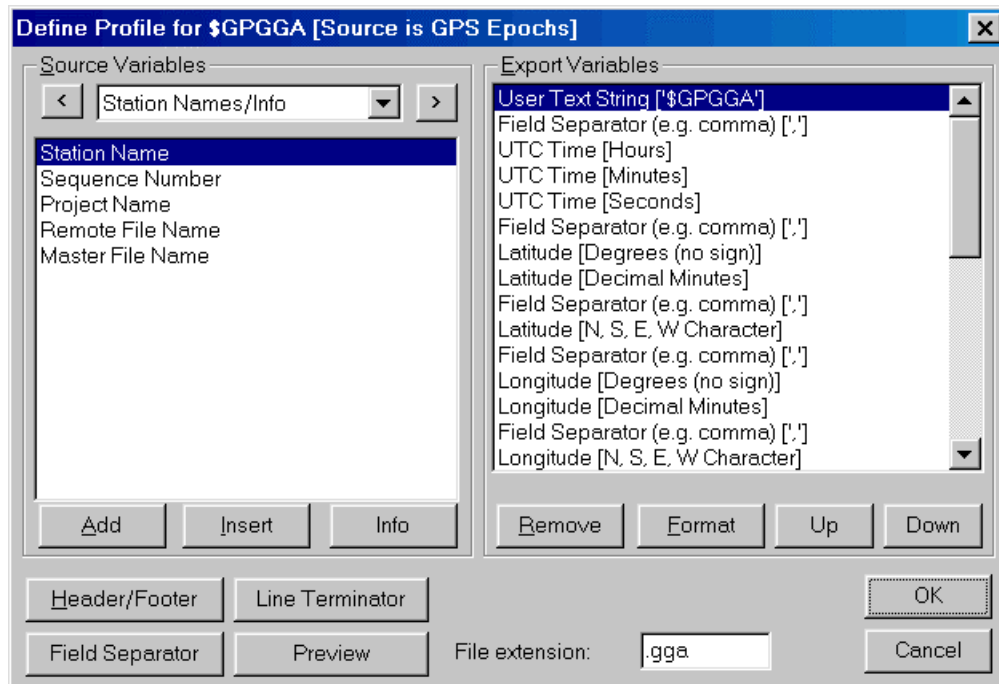 Define Profile for $GPGGA [Source is GPS Epochs]
Source Variables
<
Station Names/Info
>
Station Name
Sequence Number
Project Name
Remote File Name
Master File Name
Add
Insert
Info
Export Variables
User Text String ['$GPGGA']
Field Separator (e.g. comma) [',']
UTC Time [Hours]
UTC Time [Minutes]
UTC Time [Seconds]
Field Separator (e.g. comma) [',']
Latitude [Degrees (no sign)]
Latitude [Decimal Minutes]
Field Separator (e.g. comma) [',']
Latitude [N, S, E, W Character]
Field Separator (e.g. comma) [',']
Longitude [Degrees (no sign)]
Longitude [Decimal Minutes]
Field Separator (e.g. comma) [',']
Longitude [N, S, E, W Character]
Remove
Format
Up
Down
Header/Footer
Line Terminator
OK
Field Separator
Preview
File extension:
.gga
Cancel